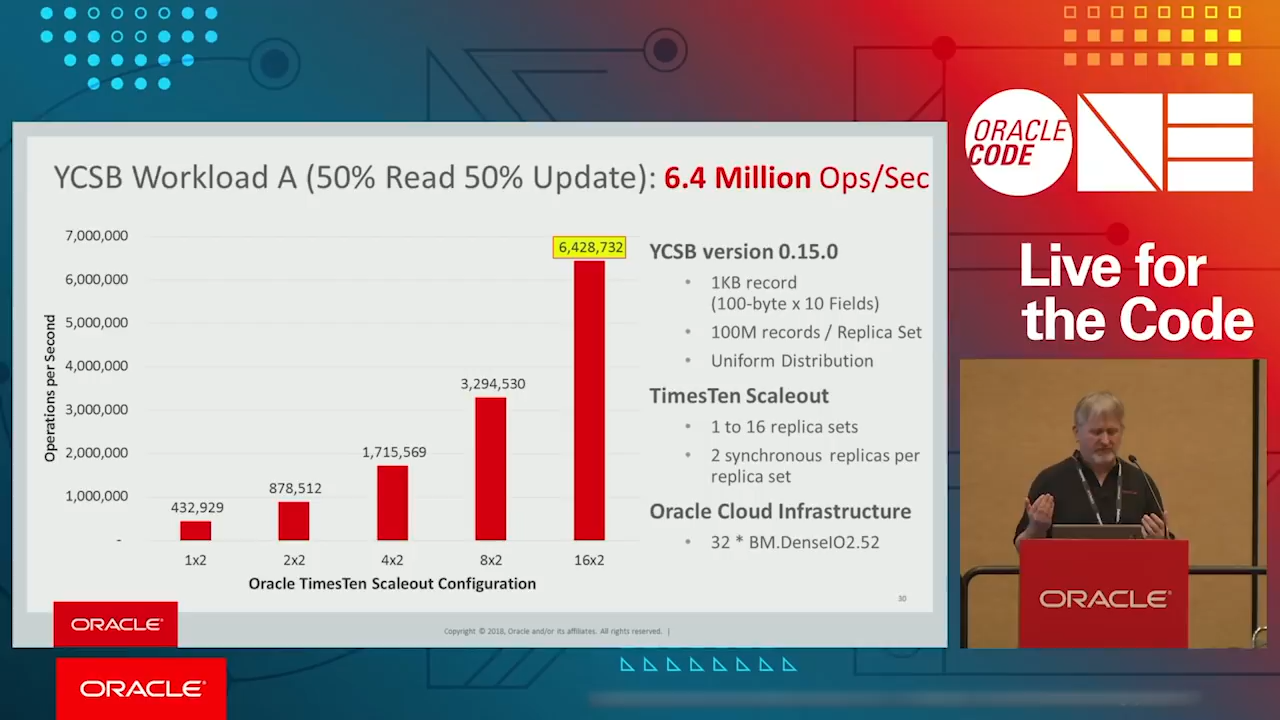 YCSB Workload A (50% Read 50% Update): 6.4 Million Ops/Sec
7,000,000
6,000,000
5,000,000
4,000,000
3,000,000
2,000,000
1,000,000
-
Operations per Second
432,929
878,512
1,715,569
3,294,530
6,428,732
1x2
2x2
4x2
8x2
16x2
Oracle TimesTen Scaleout Configuration
YCSB version 0.15.0
• 1KB record
(100-byte x 10 Fields)
• 100M records / Replica Set
• Uniform Distribution
TimesTen Scaleout
• 1 to 16 replica sets
• 2 synchronous replicas per
replica set
Oracle Cloud Infrastructure
• 32 * BM.DenseIO2.52
30
ORACLE®
Copyright © 2018, Oracle and/or its affiliates. All rights reserved. |
ORACLE®
ORACLE
CODE
ONE
Live for
the Code
ORACLE®